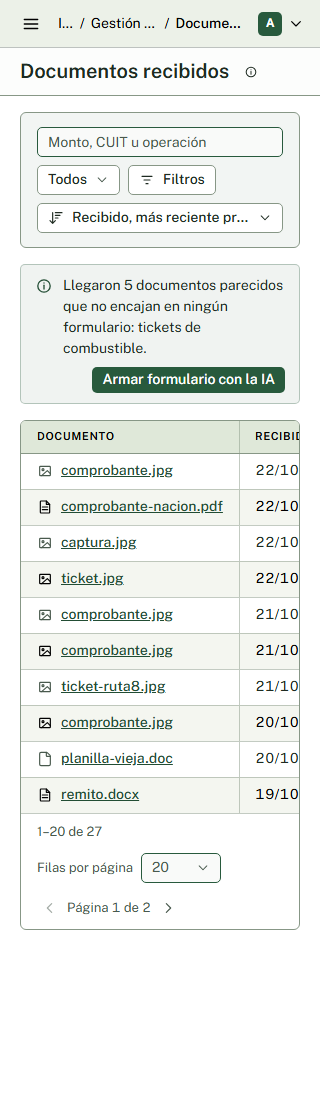 I... / Gestión ... / Docume... A
Documentos recibidos
Monto, CUIT u operación
Todos Filtros
Recibido, más reciente pr...
Llegaron 5 documentos parecidos
que no encajan en ningún
formulario: tickets de
combustible.
Armar formulario con la IA
DOCUMENTO RECIBID
comprobante.jpg 22/10
comprobante-nacion.pdf 22/10
captura.jpg 22/10
ticket.jpg 22/10
comprobante.jpg 21/10
comprobante.jpg 21/10
ticket-ruta8.jpg 21/10
comprobante.jpg 20/10
planilla-vieja.doc 20/10
remito.docx 19/10
1–20 de 27
Filas por página 20
Página 1 de 2